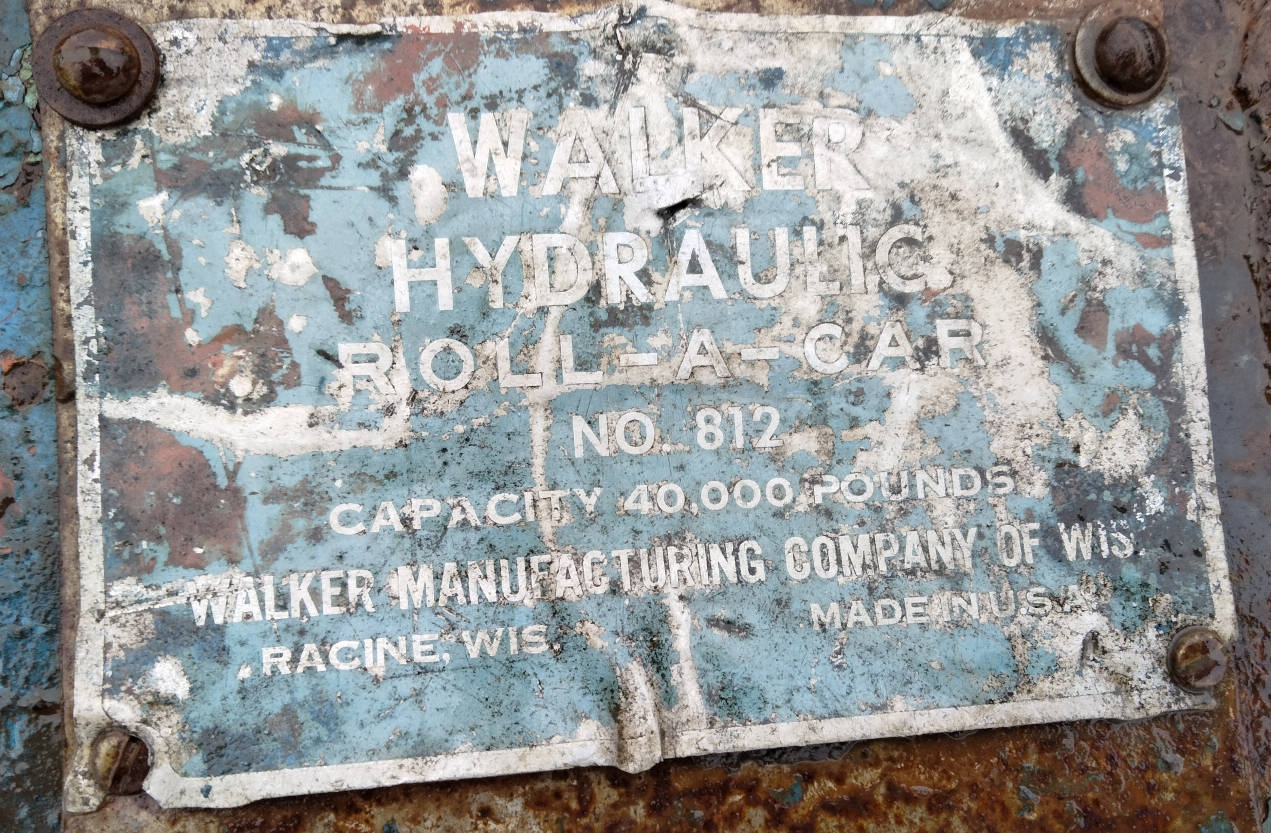 WALKER
HYDRAULIC
ROLL-A-CAR
NO. 812
CAPACITY 40,000 POUNDS
WALKER MANUFACTURING COMPANY OF WIS.
RACINE, WIS. MADE IN U.S.A.